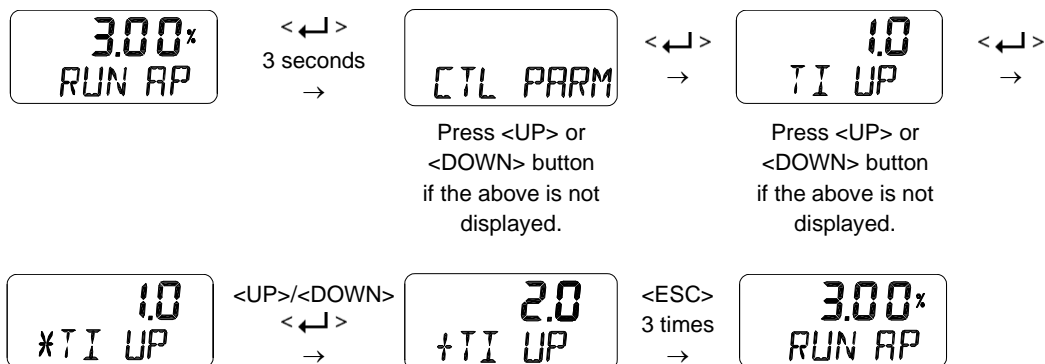 3.00%
RUN AP
<↵>
3 seconds
→
CTL PARM
Press <UP> or
<DOWN> button
if the above is not
displayed.
<↵>
→
1.0
TI UP
Press <UP> or
<DOWN> button
if the above is not
displayed.
<↵>
→
1.0
*TI UP
<UP>/<DOWN>
<↵>
→
2.0
+TI UP
<ESC>
3 times
→
3.00%
RUN AP